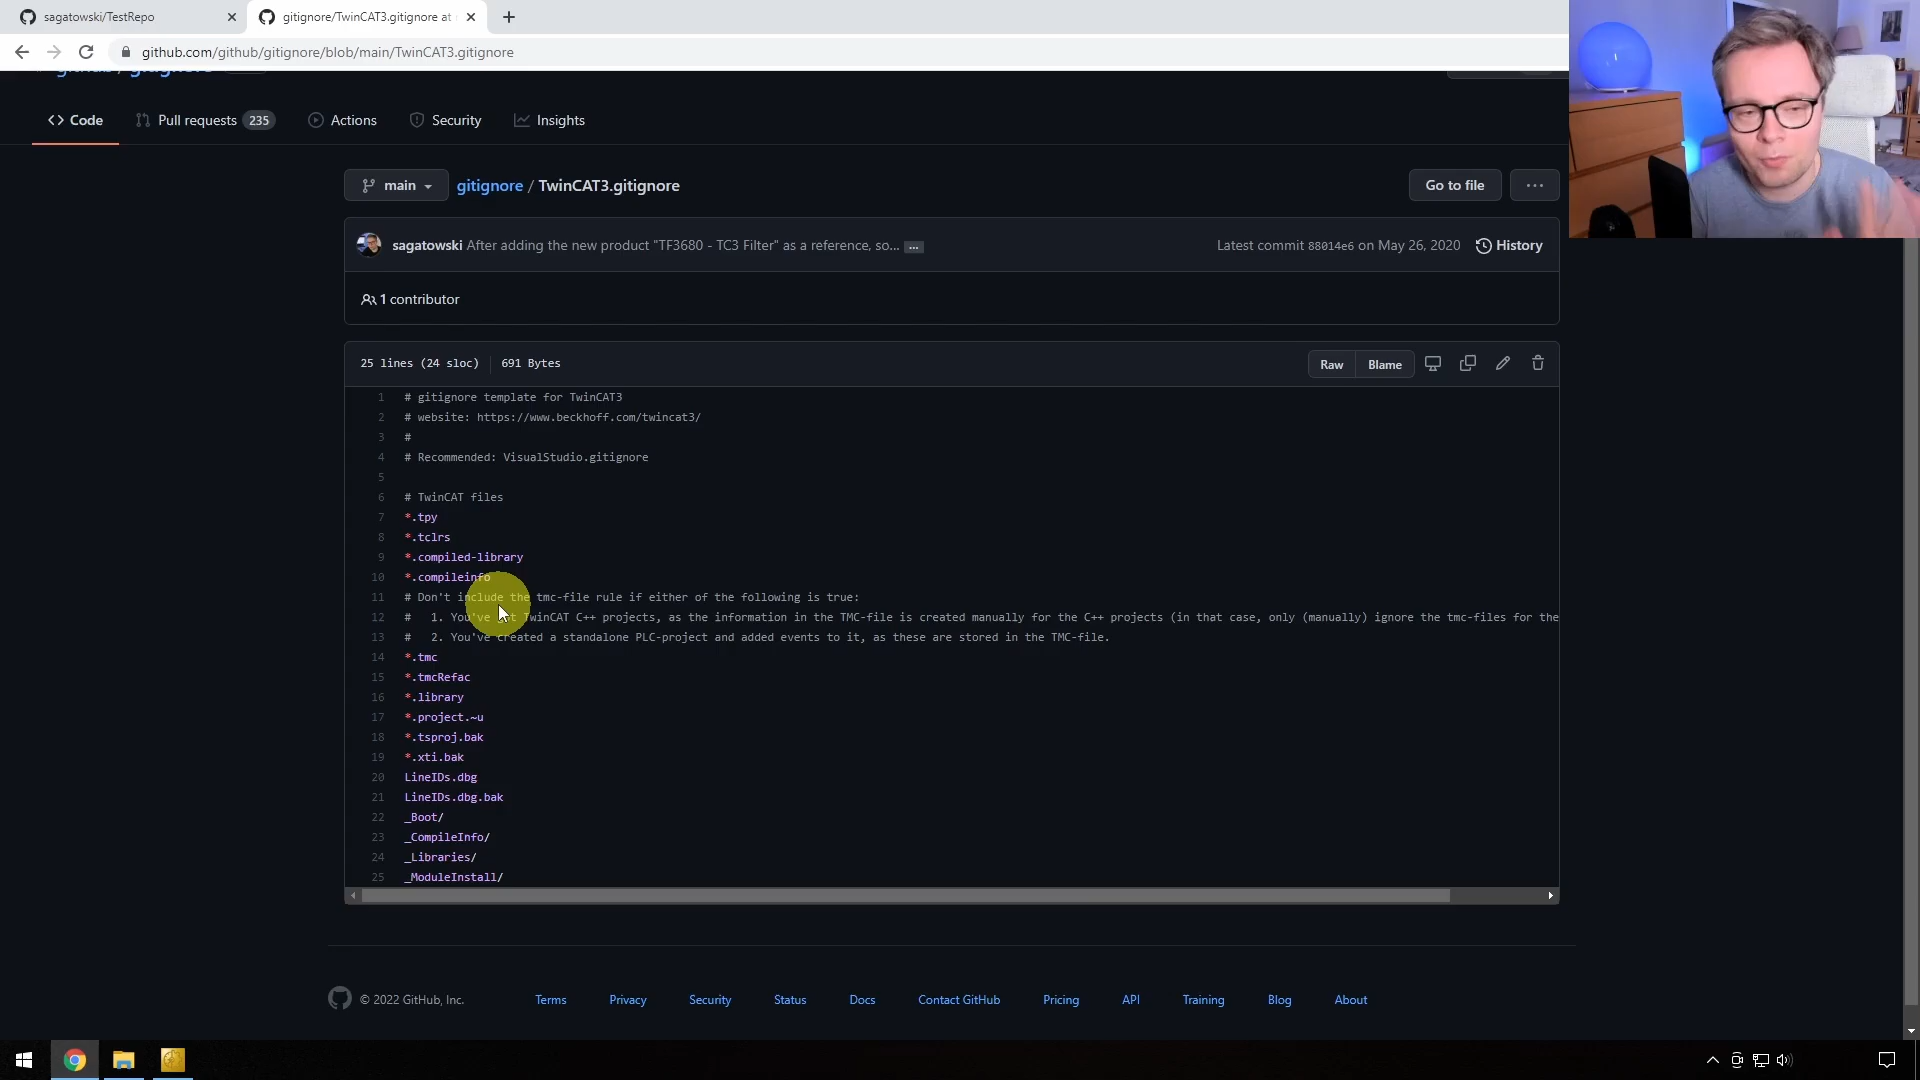 sagatowski/TestRepo
gitignore/TwinCAT3.gitignore at
github.com/github/gitignore/blob/main/TwinCAT3.gitignore
github / gitignore
Code
Pull requests 235
Actions
Security
Insights
main
gitignore / TwinCAT3.gitignore
Go to file
...
sagatowski After adding the new product "TF3680 - TC3 Filter" as a reference, so... ...
Latest commit 88014e6 on May 26, 2020
History
1 contributor
25 lines (24 sloc)
691 Bytes
Raw
Blame
1 # gitignore template for TwinCAT3
2 # website: https://www.beckhoff.com/twincat3/
3 #
4 # Recommended: VisualStudio.gitignore
5
6 # TwinCAT files
7 *.tpy
8 *.tclrs
9 *.compiled-library
10 *.compileinfo
11 # Don't include the tmc-file rule if either of the following is true:
12 # 1. You've got TwinCAT C++ projects, as the information in the TMC-file is created manually for the C++ projects (in that case, only (manually) ignore the tmc-files for the
13 # 2. You've created a standalone PLC-project and added events to it, as these are stored in the TMC-file.
14 *.tmc
15 *.tmcRefac
16 *.library
17 *.project.~u
18 *.tsproj.bak
19 *.xti.bak
20 LineIDs.dbg
21 LineIDs.dbg.bak
22 _Boot/
23 _CompileInfo/
24 _Libraries/
25 _ModuleInstall/
© 2022 GitHub, Inc.
Terms
Privacy
Security
Status
Docs
Contact GitHub
Pricing
API
Training
Blog
About